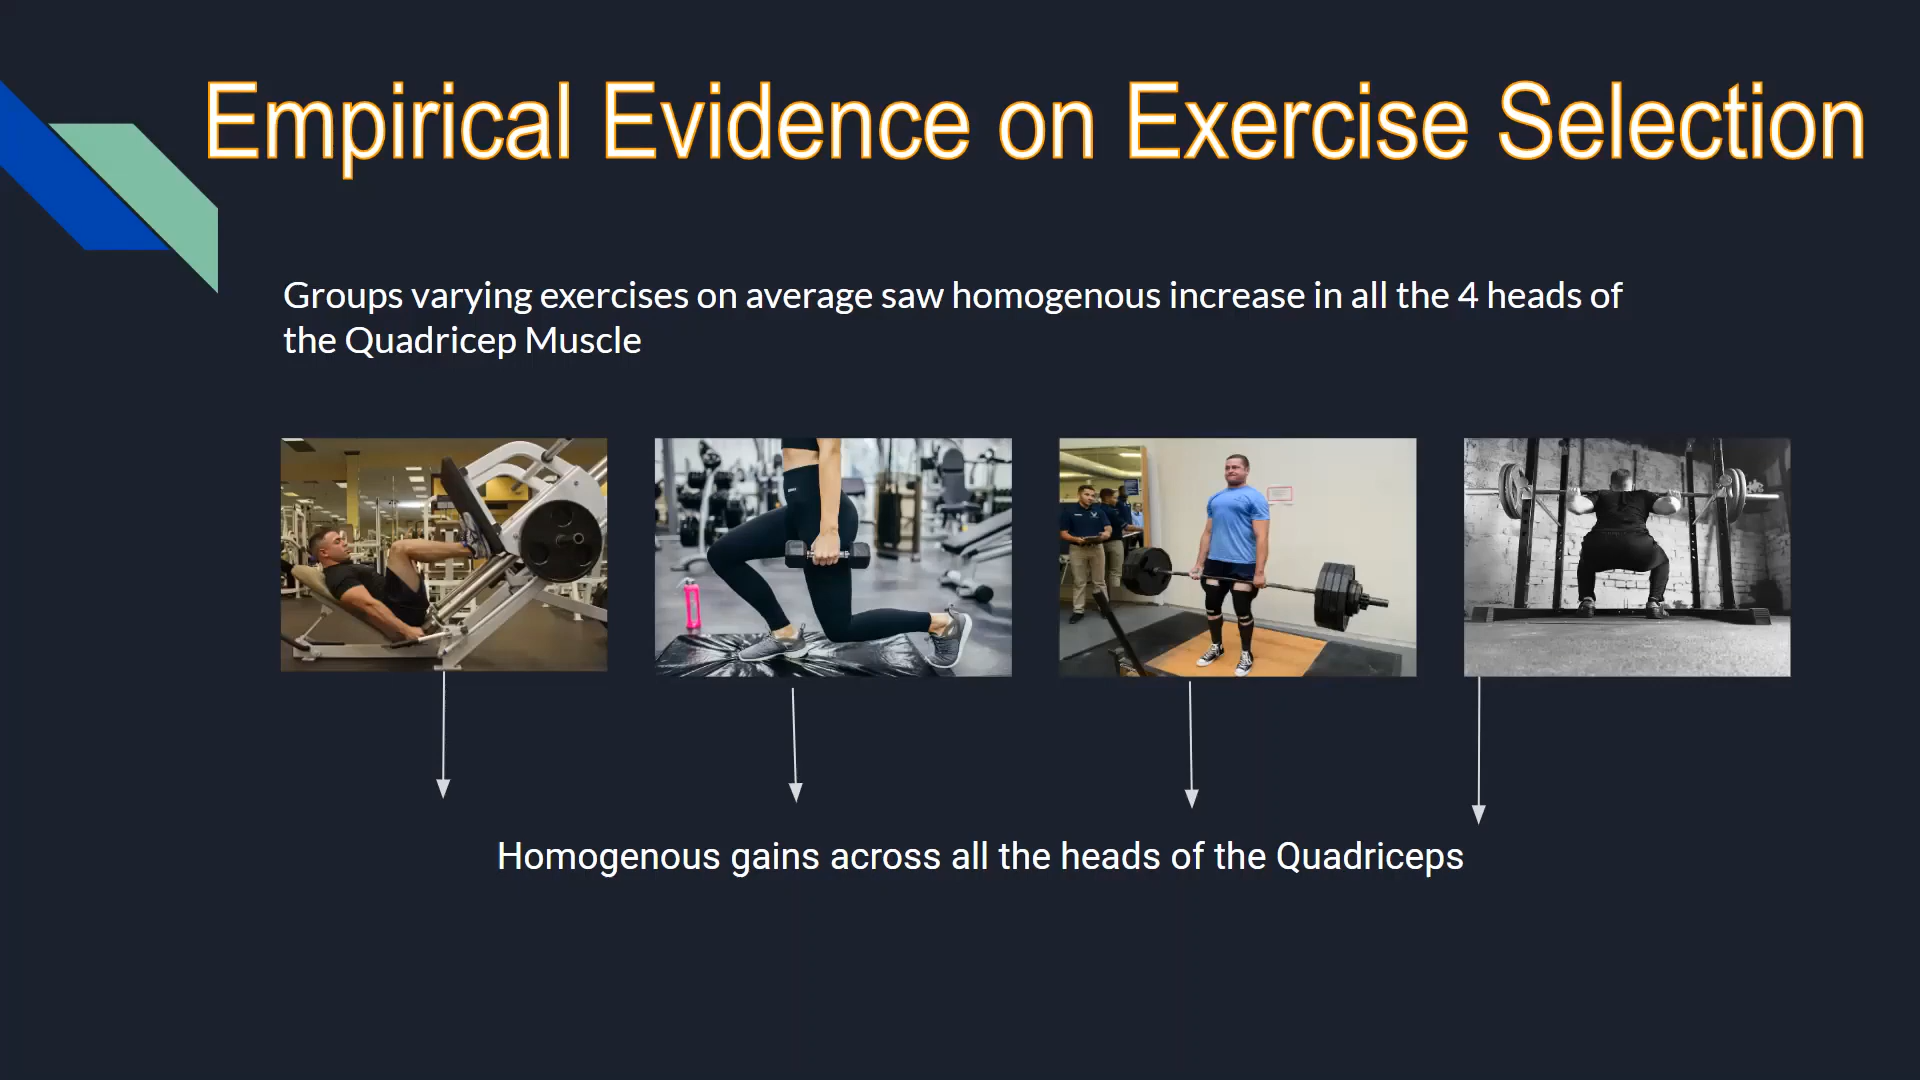 Empirical Evidence on Exercise Selection
Groups varying exercises on average saw homogenous increase in all the 4 heads of
the Quadricep Muscle
Homogenous gains across all the heads of the Quadriceps